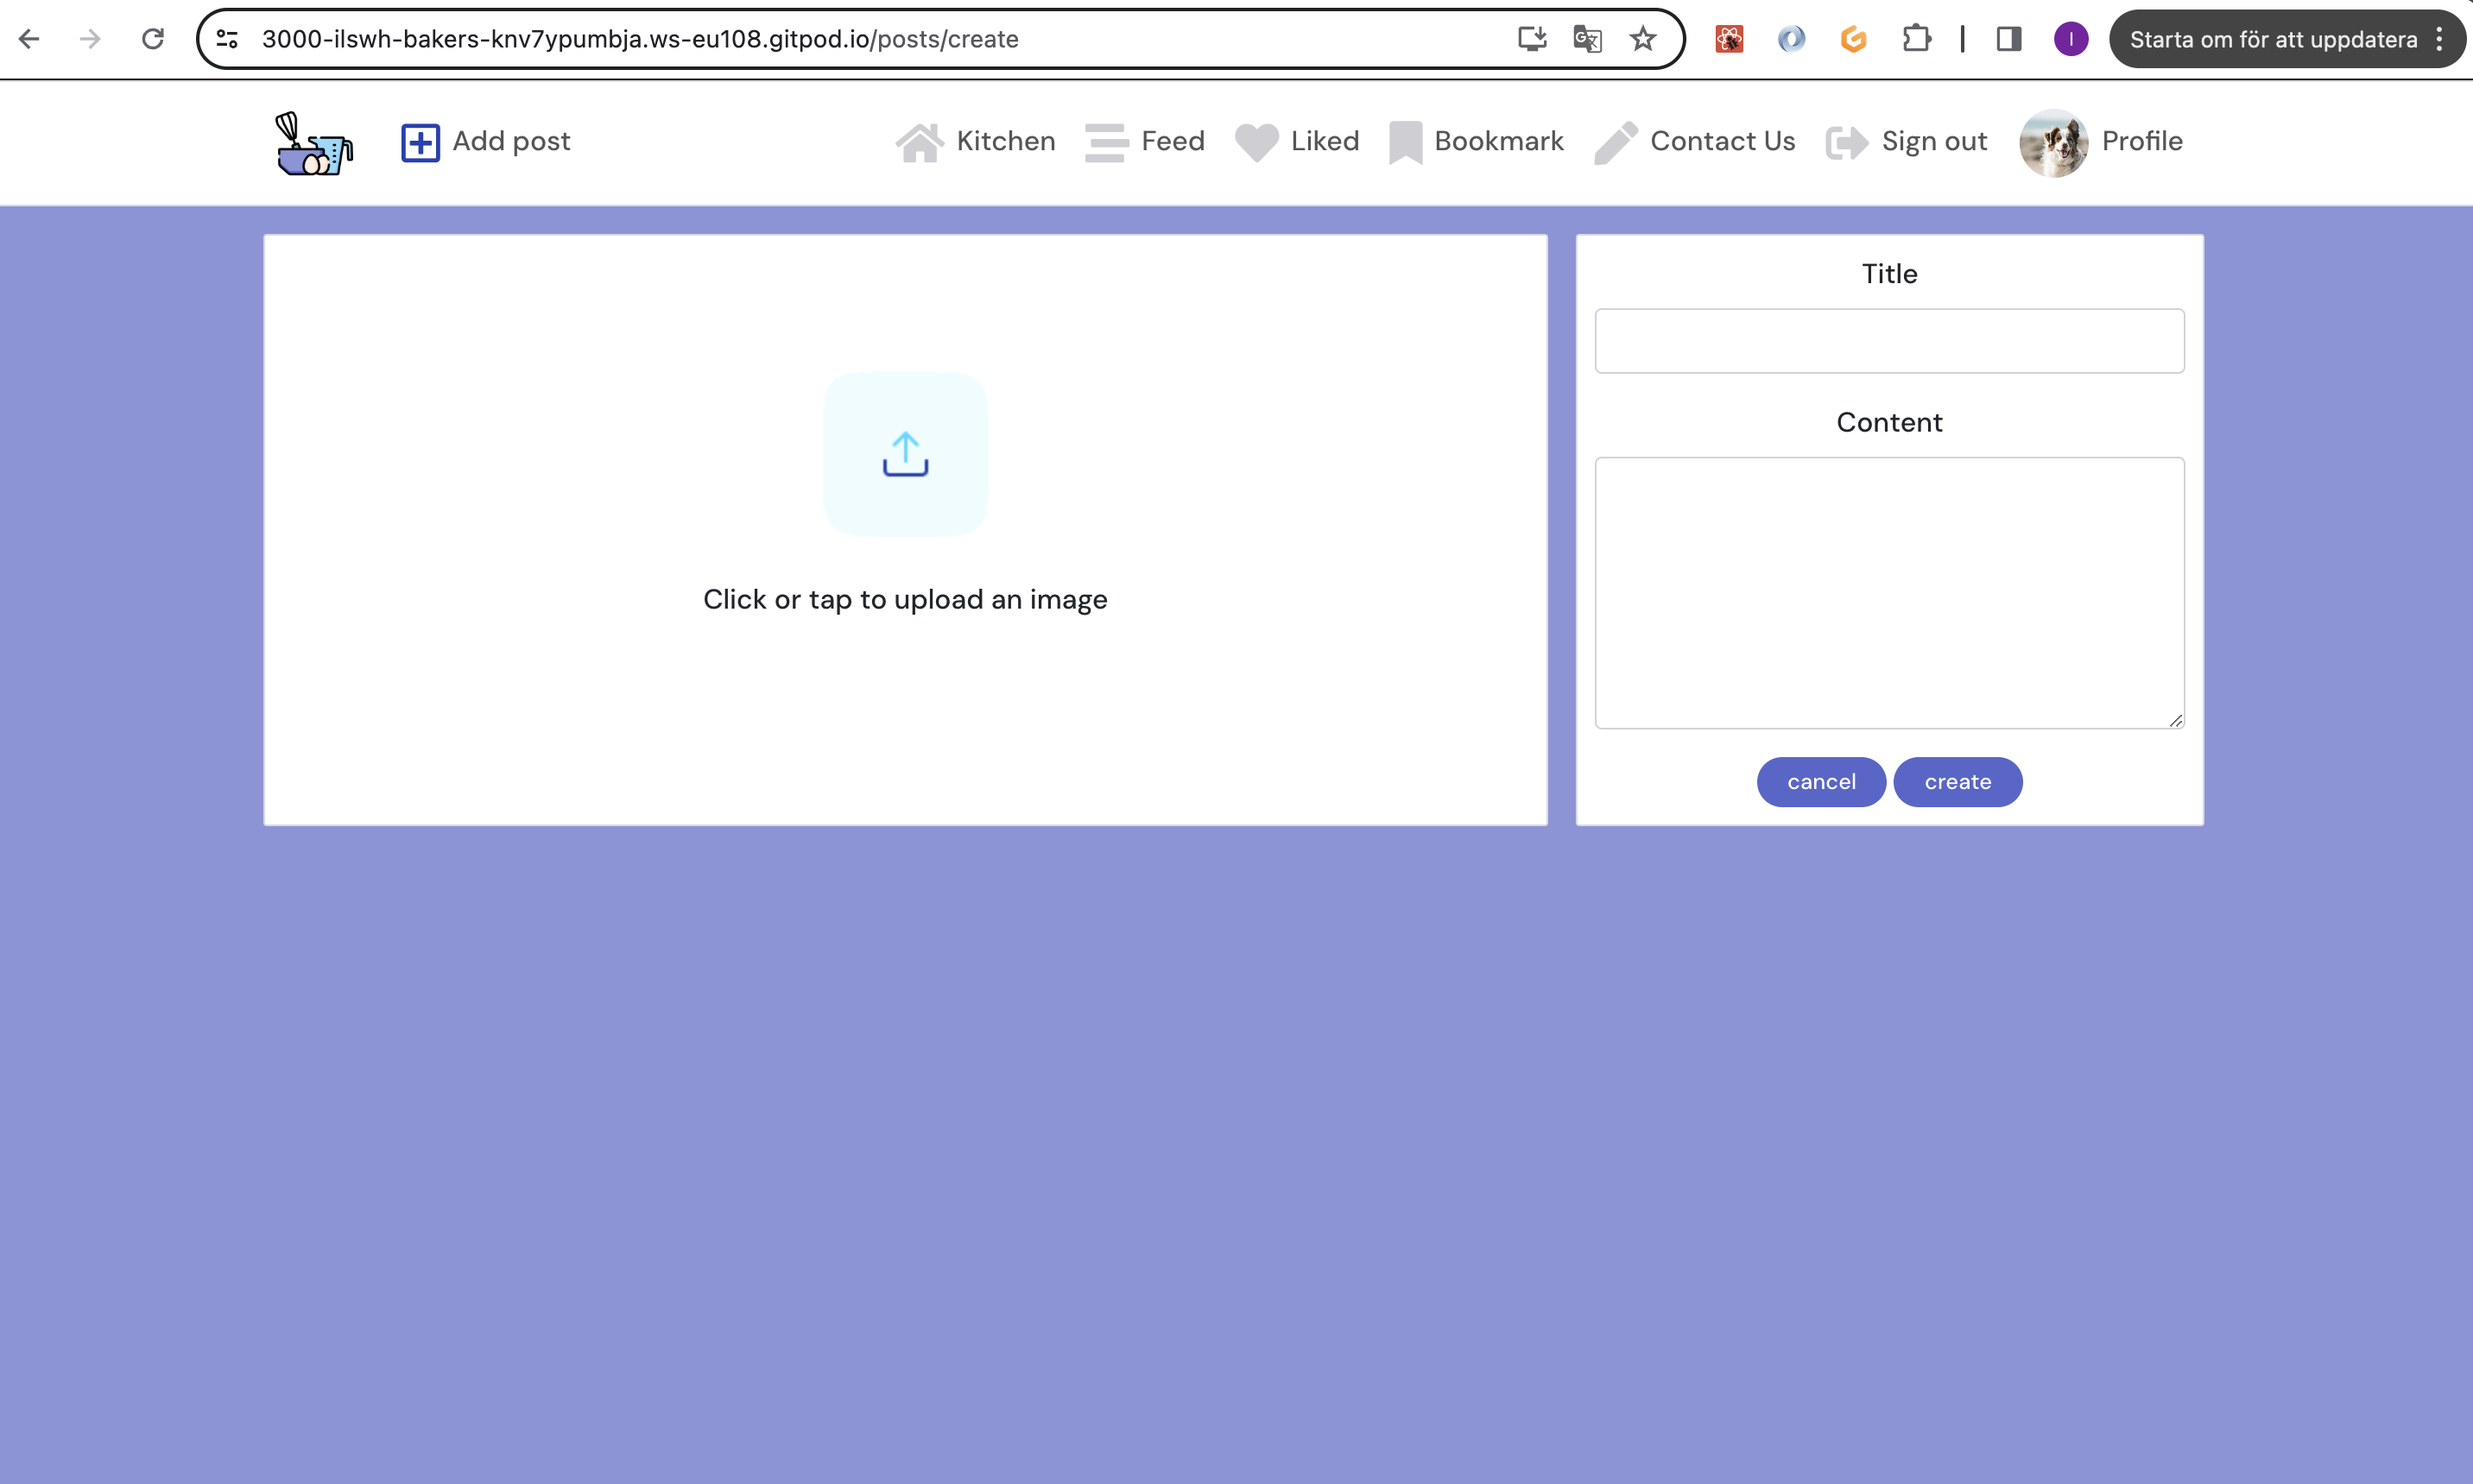 3000-ilswh-bakers-knv7ypumbja.ws-eu108.gitpod.io/posts/create
I
Starta om för att uppdatera
Add post
Kitchen
Feed
Liked
Bookmark
Contact Us
Sign out
Profile
Click or tap to upload an image
Title
Content
cancel
create